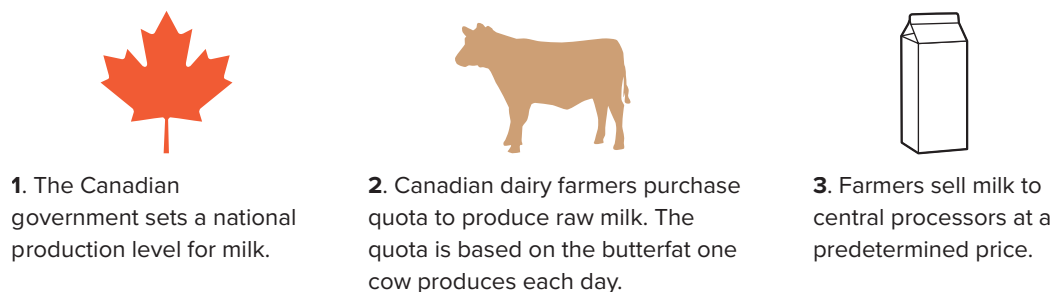 1. The Canadian
government sets a national
production level for milk.
2. Canadian dairy farmers purchase
quota to produce raw milk. The
quota is based on the butterfat one
cow produces each day.
3. Farmers sell milk to
central processors at a
predetermined price.